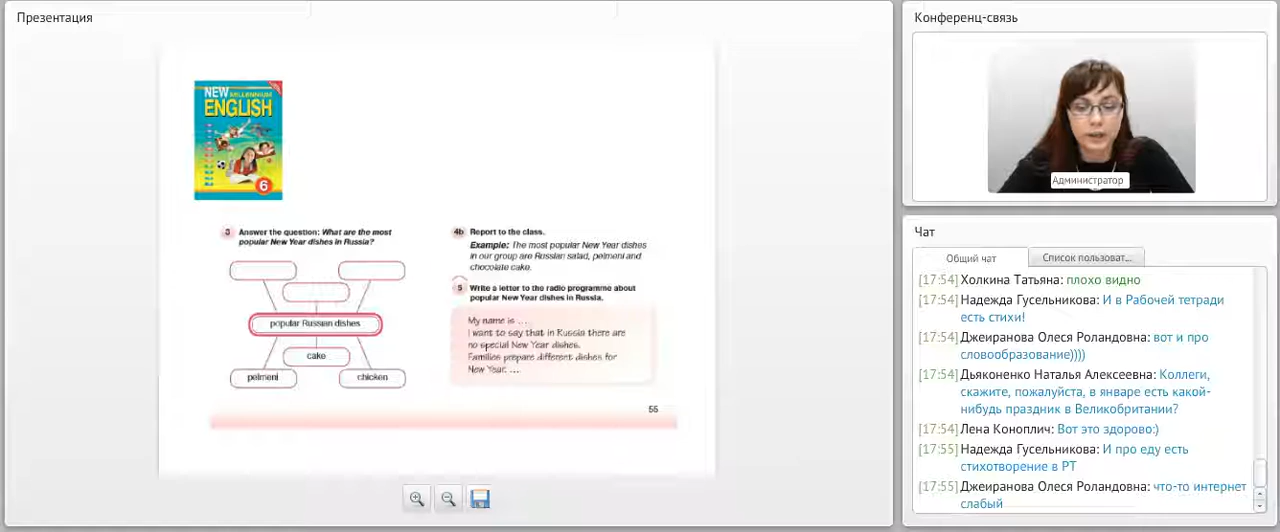 Презентация
NEW MILLENNIUM
ENGLISH
6
3 Answer the question: What are the most
popular New Year dishes in Russia?
popular Russian dishes
cake
pelmeni
chicken
4b Report to the class.
Example: The most popular New Year dishes
in our group are Russian salad, pelmeni and
chocolate cake.
5 Write a letter to the radio programme about
popular New Year dishes in Russia.
My name is ...
I want to say that in Russia there are
no special New Year dishes.
Families prepare different dishes for
New Year. ...
55
Конференц-связь
Администратор
Чат
Общий чат
Список пользоват...
[17:54] Холкина Татьяна: плохо видно
[17:54] Надежда Гусельникова: И в Рабочей тетради
есть стихи!
[17:54] Джеиранова Олеся Роландовна: вот и про
словообразование))))
[17:54] Дьяконенко Наталья Алексеевна: Коллеги,
скажите, пожалуйста, в январе есть какой-
нибудь праздник в Великобритании?
[17:54] Лена Коноплич: Вот это здорово:)
[17:55] Надежда Гусельникова: И про еду есть
стихотворение в РТ
[17:55] Джеиранова Олеся Роландовна: что-то интернет
слабый